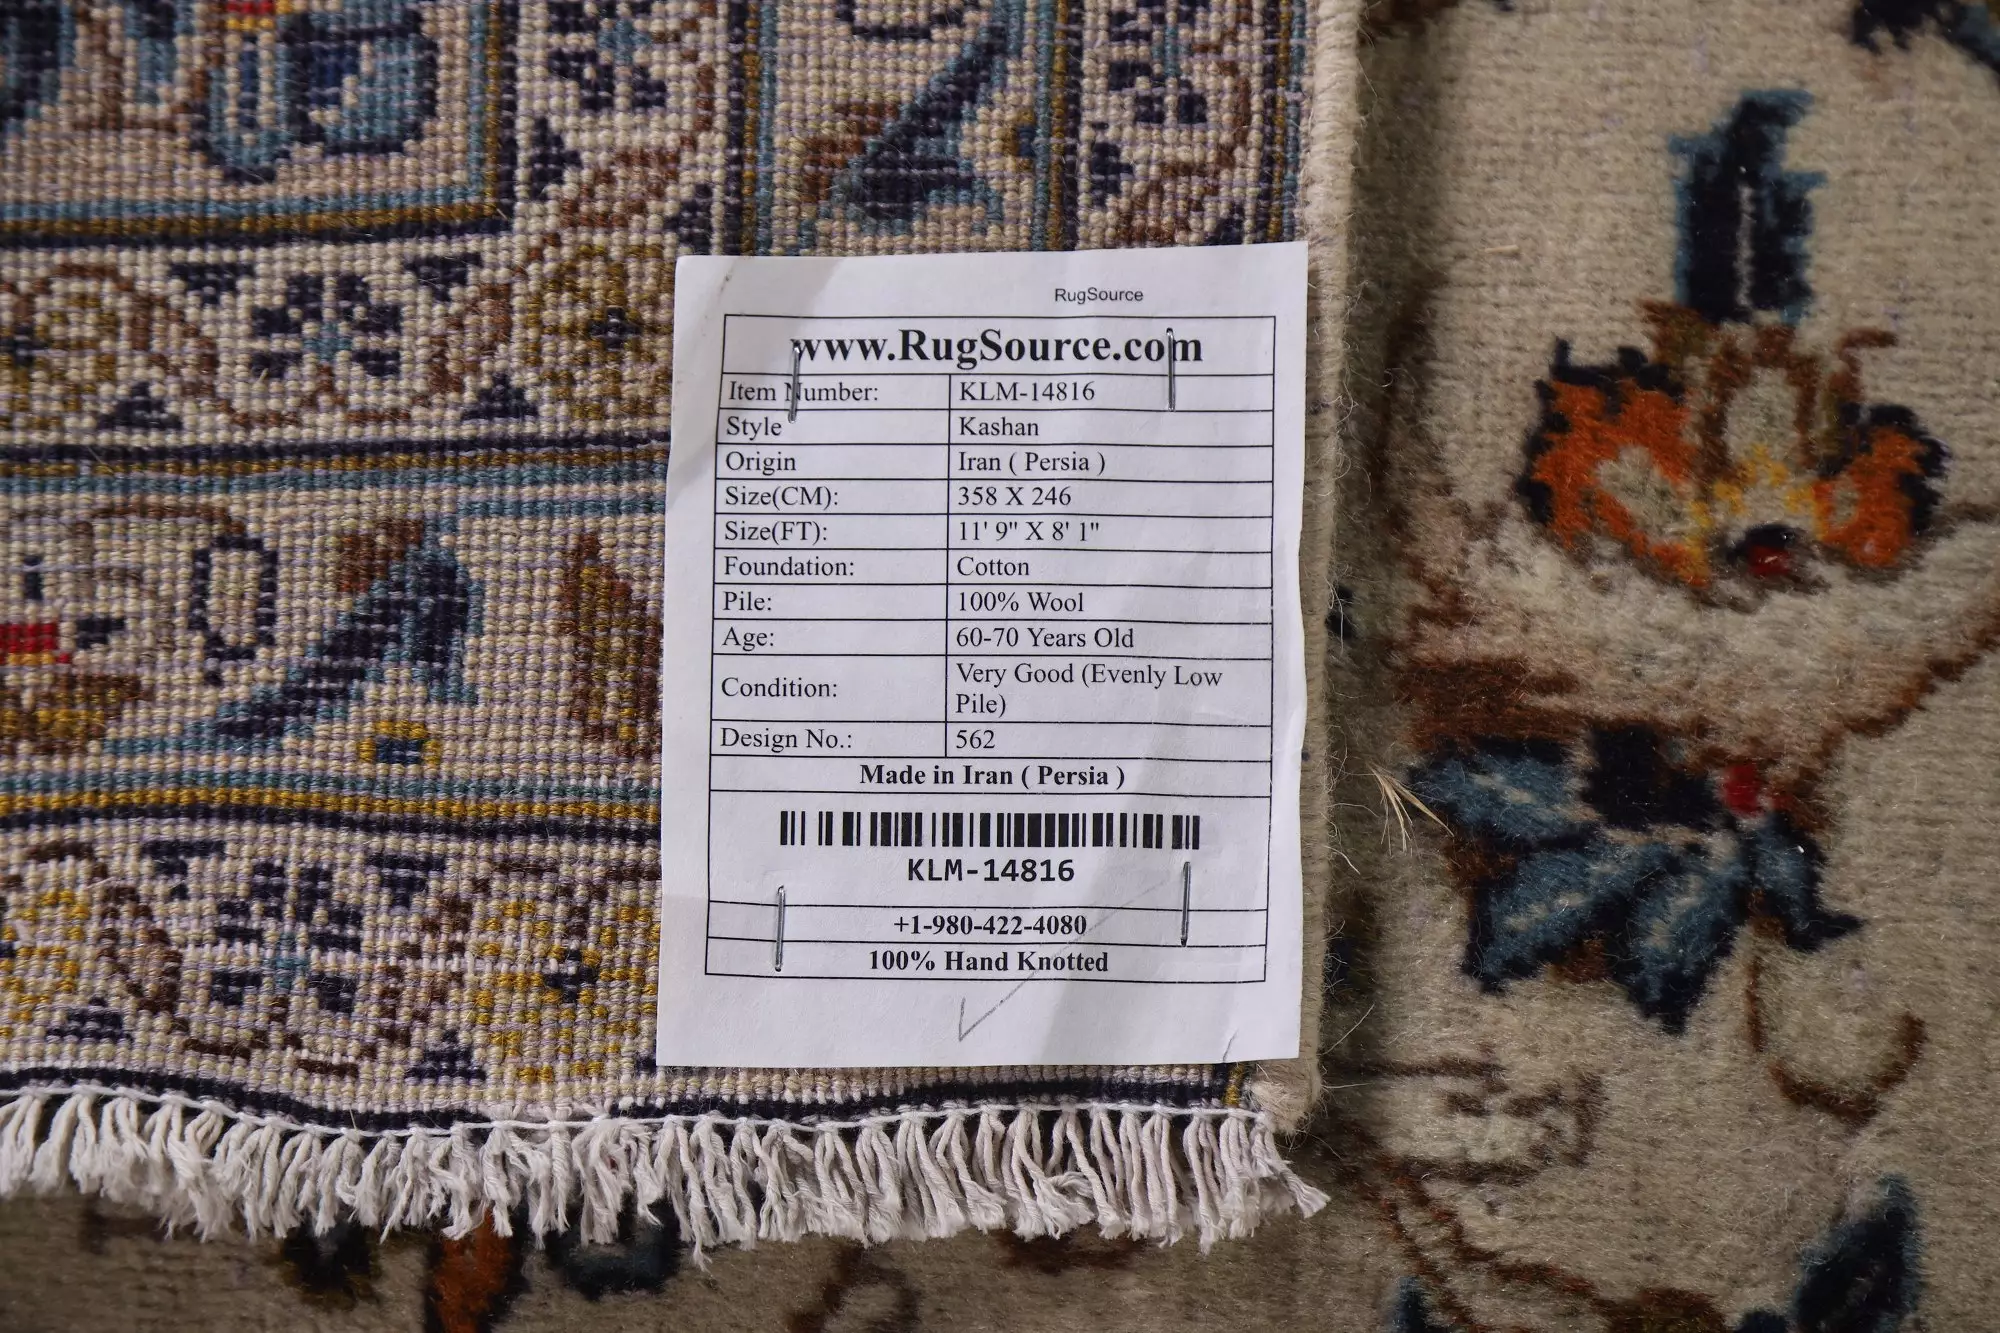 RugSource
www.RugSource.com
Item Number: KLM-14816
Style Kashan
Origin Iran ( Persia )
Size(CM): 358 X 246
Size(FT): 11' 9" X 8' 1"
Foundation: Cotton
Pile: 100% Wool
Age: 60-70 Years Old
Condition: Very Good (Evenly Low
Pile)
Design No.: 562
Made in Iran ( Persia )
KLM-14816
+1-980-422-4080
100% Hand Knotted